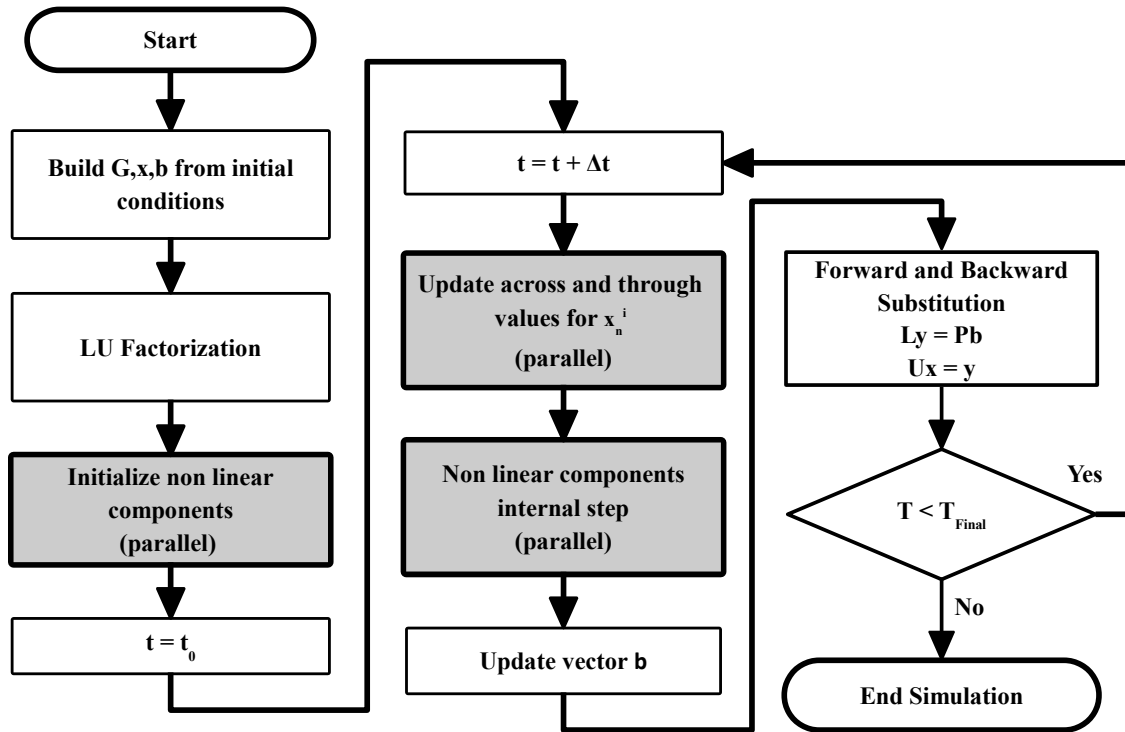 Start
Build G,x,b from initial
conditions
LU Factorization
Initialize non linear
components
(parallel)
t = t₀
t = t + Δt
Update across and through
values for xₙⁱ
(parallel)
Non linear components
internal step
(parallel)
Update vector b
Forward and Backward
Substitution
Ly = Pb
Ux = y
T < T_Final
Yes
No
End Simulation